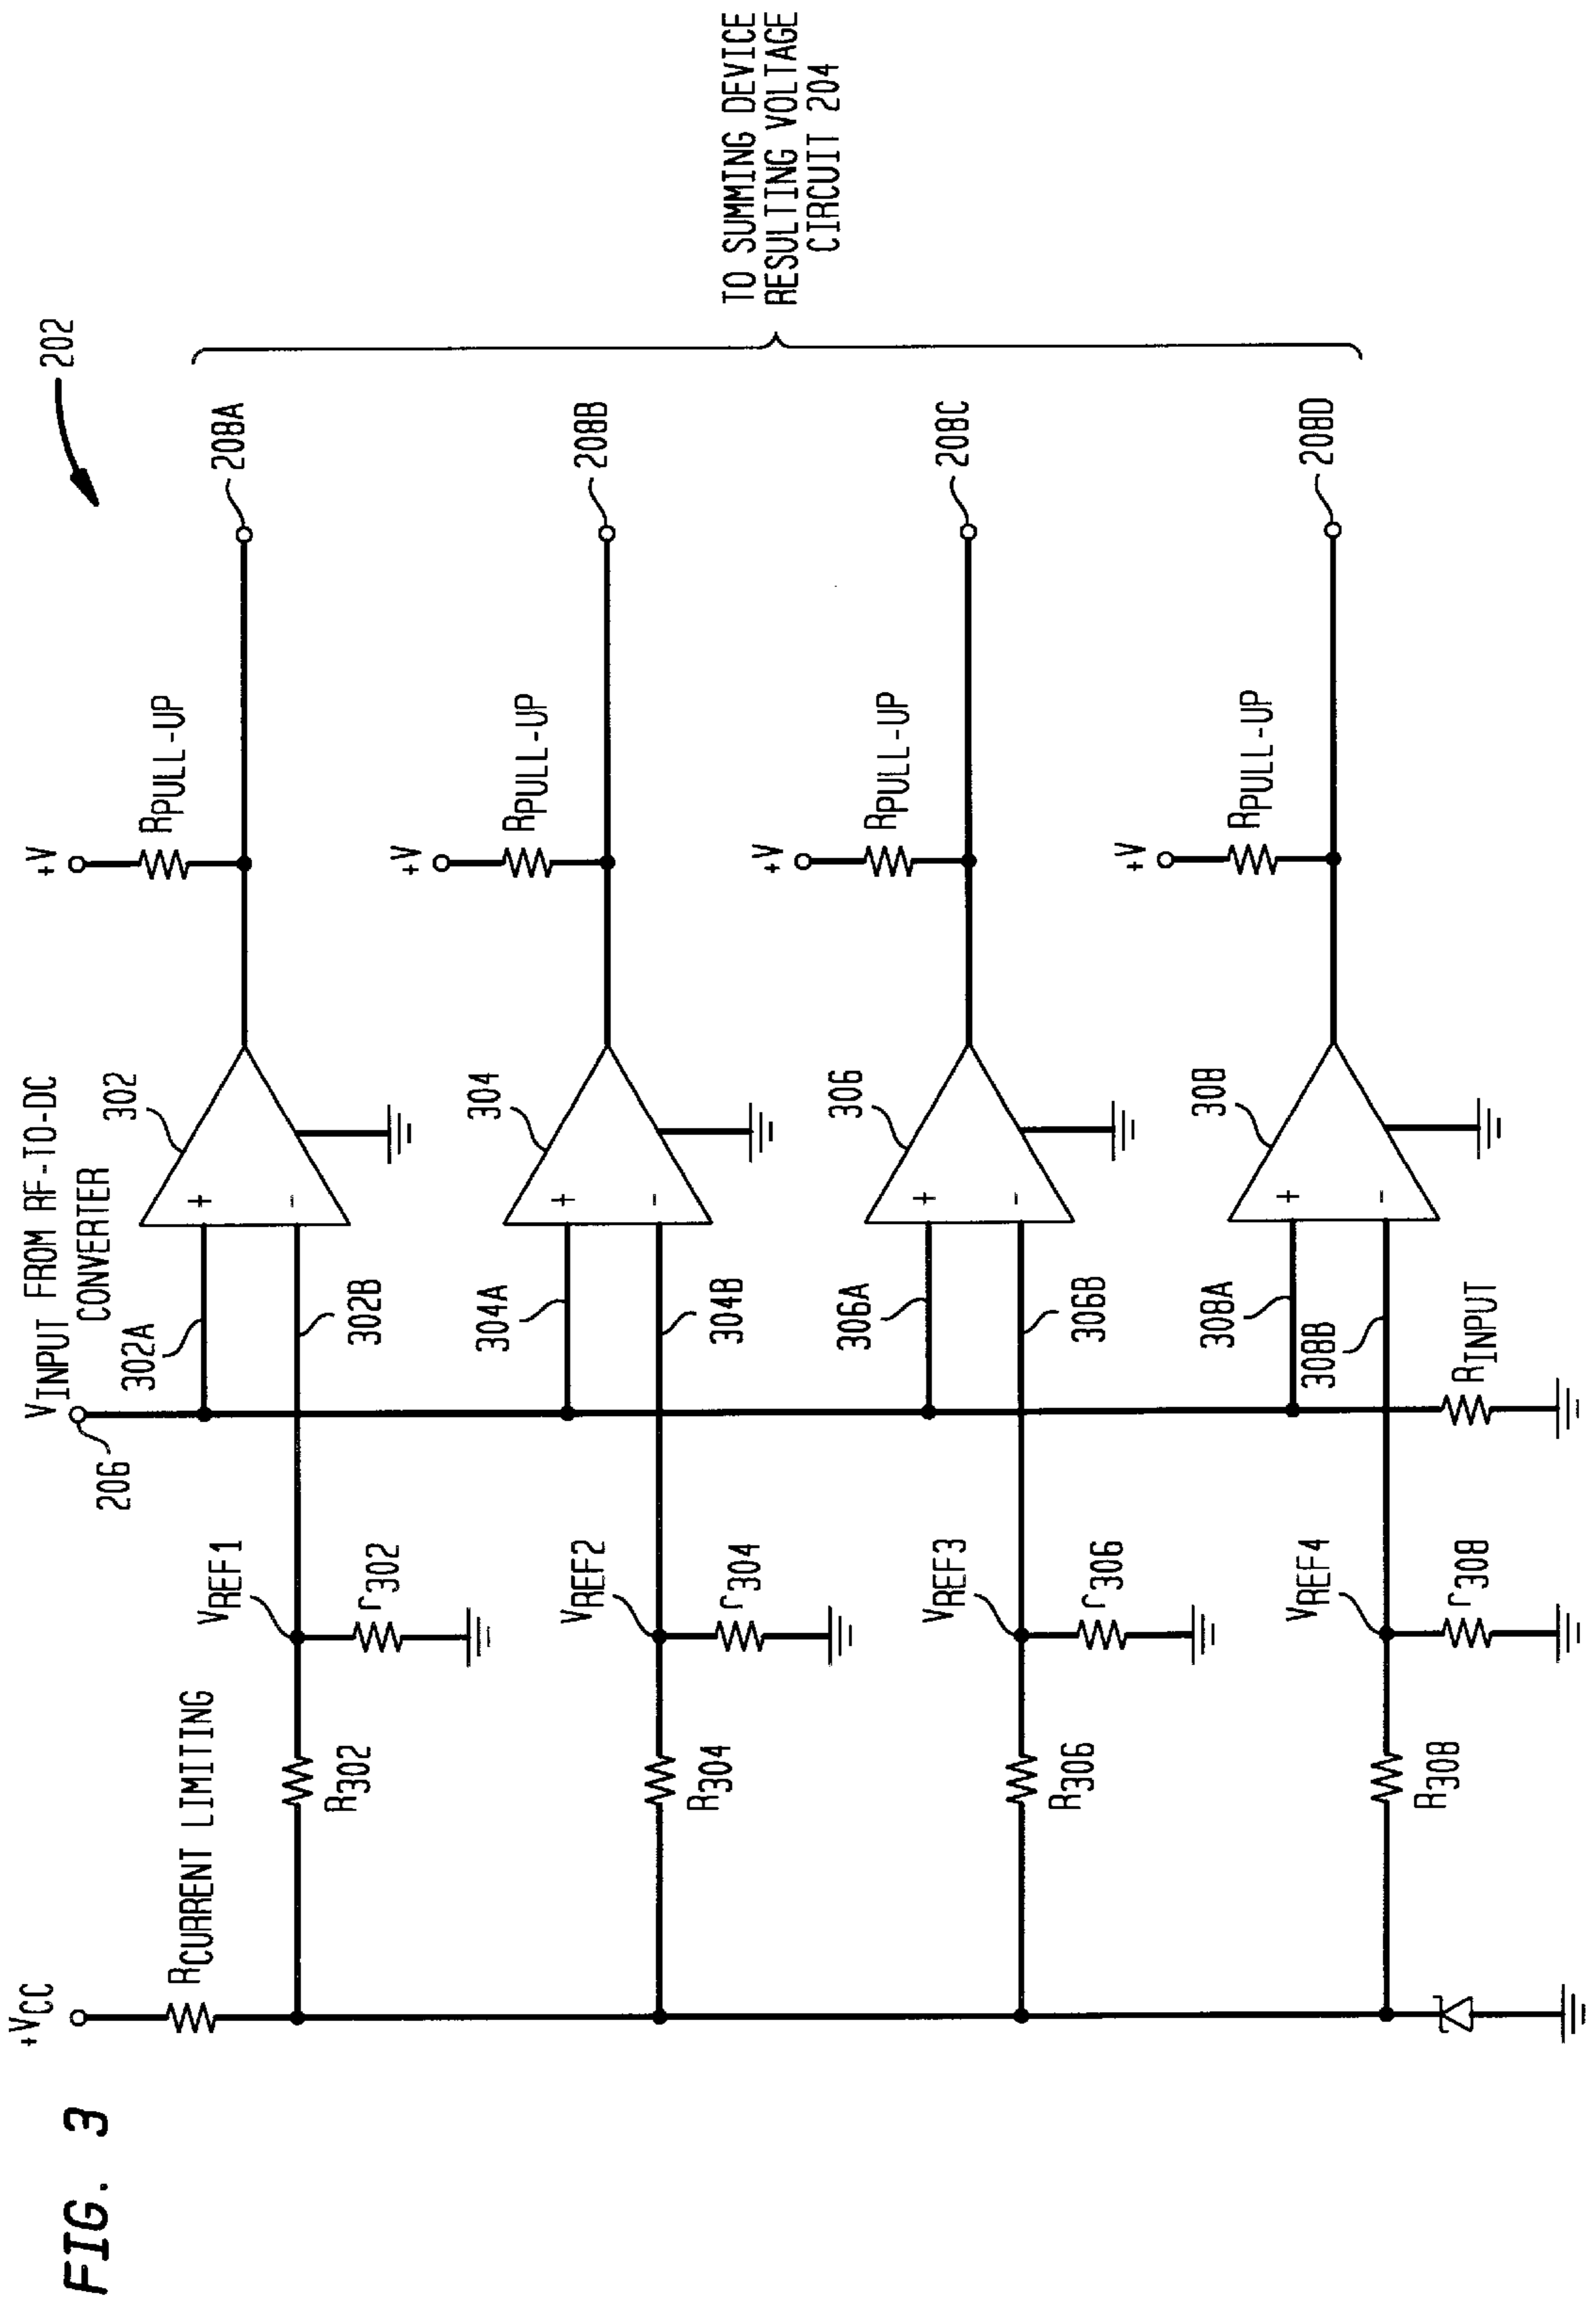 FIG. 3
202
+VCC
RCURRENT LIMITING
VINPUT FROM RF-TO-DC
CONVERTER
206
+V
RPULL-UP
208A
302
302A
302B
VREF1
R302
r302
+V
RPULL-UP
208B
304
304A
304B
VREF2
R304
r304
+V
RPULL-UP
208C
306
306A
306B
VREF3
R306
r306
+V
RPULL-UP
208D
308
308A
308B
VREF4
R308
r308
RINPUT
+
-
+
-
+
-
+
-
TO SUMMING DEVICE
RESULTING VOLTAGE
CIRCUIT 204